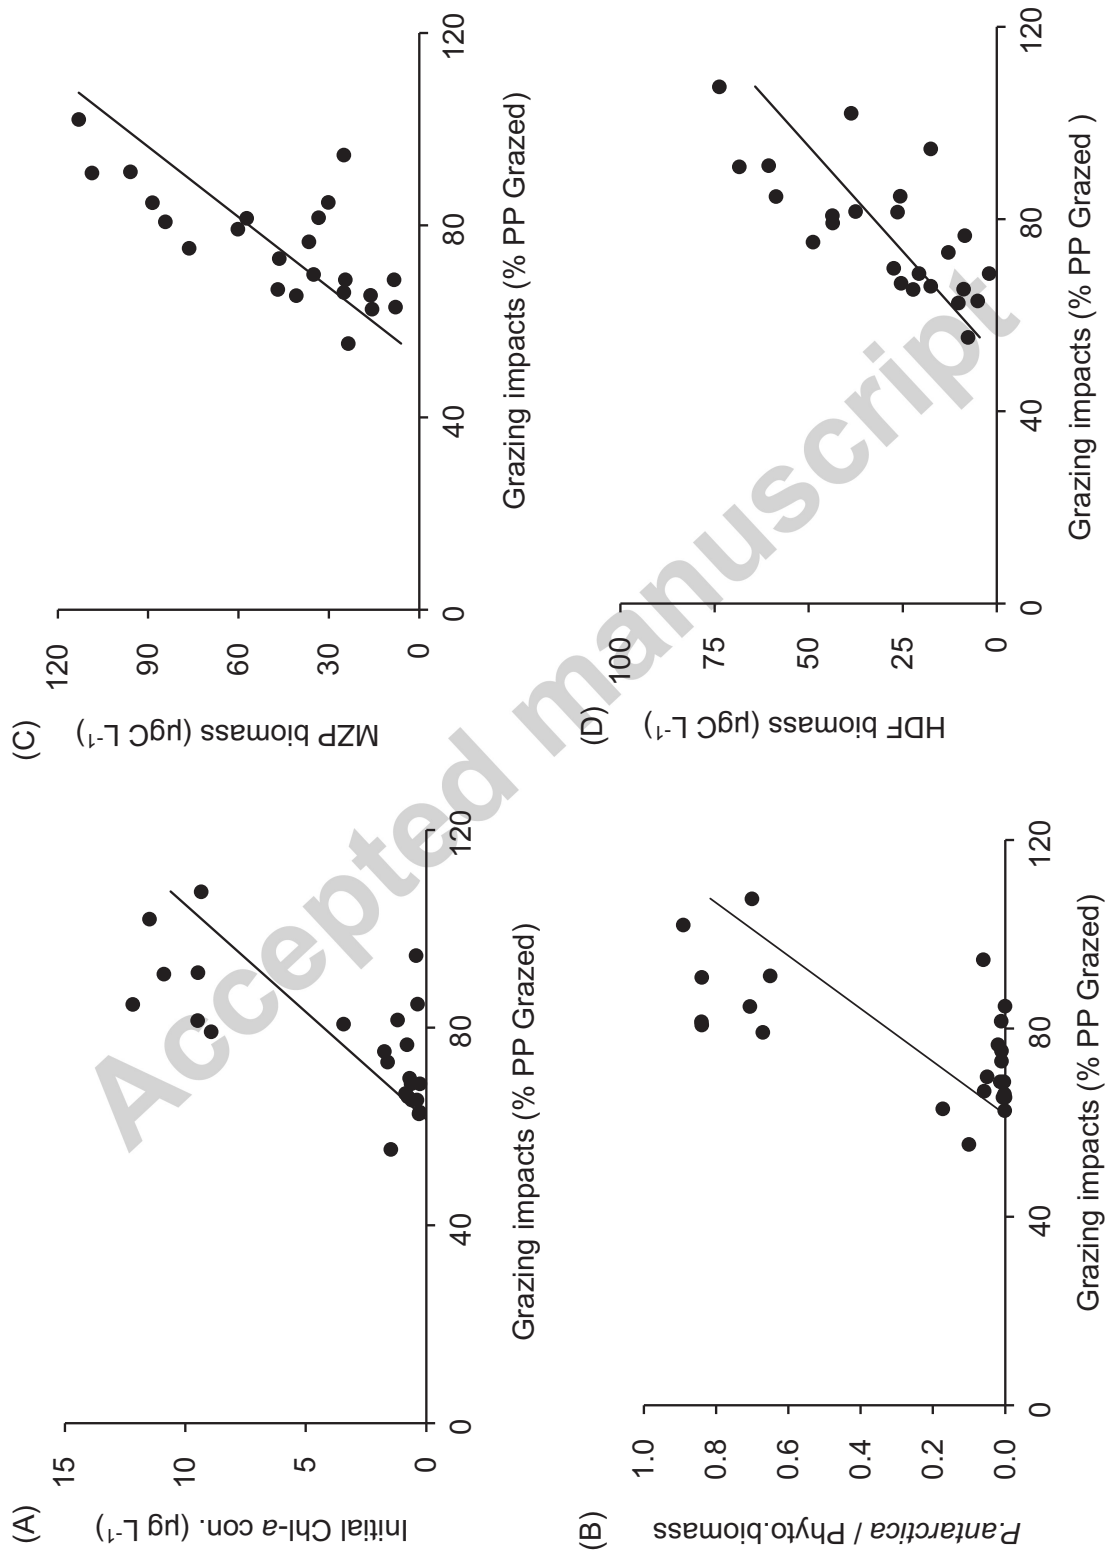 (A)
Initial Chl-a con. (µg L-1)
15
10
5
0
0
40
80
120
Grazing impacts (% PP Grazed)
(B)
P.antarctica / Phyto.biomass
1.0
0.8
0.6
0.4
0.2
0.0
0
40
80
120
Grazing impacts (% PP Grazed)
(C)
MZP biomass (µgC L-1)
120
90
60
30
0
0
40
80
120
Grazing impacts (% PP Grazed)
(D)
HDF biomass (µgC L-1)
100
75
50
25
0
0
40
80
120
Grazing impacts (% PP Grazed )
Accepted manuscript